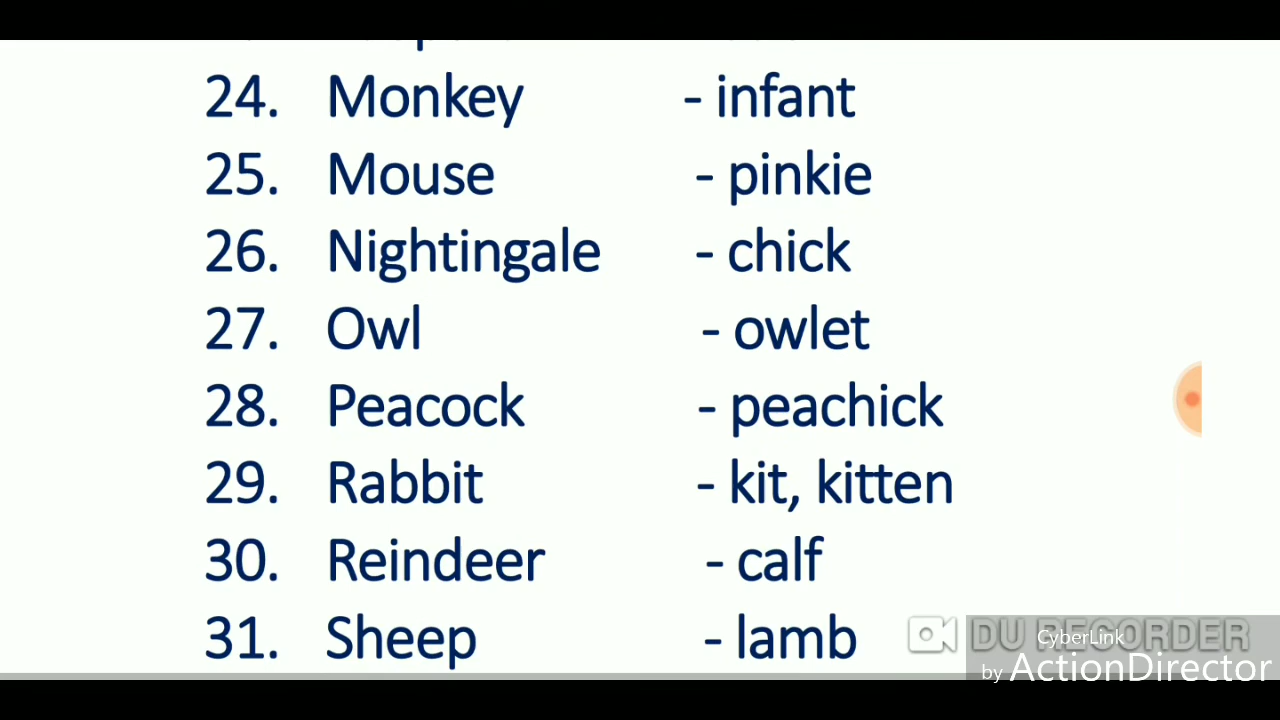 24. Monkey - infant
25. Mouse - pinkie
26. Nightingale - chick
27. Owl - owlet
28. Peacock - peachick
29. Rabbit - kit, kitten
30. Reindeer - calf
31. Sheep - lamb
DU RECORDER
CyberLink
by ActionDirector